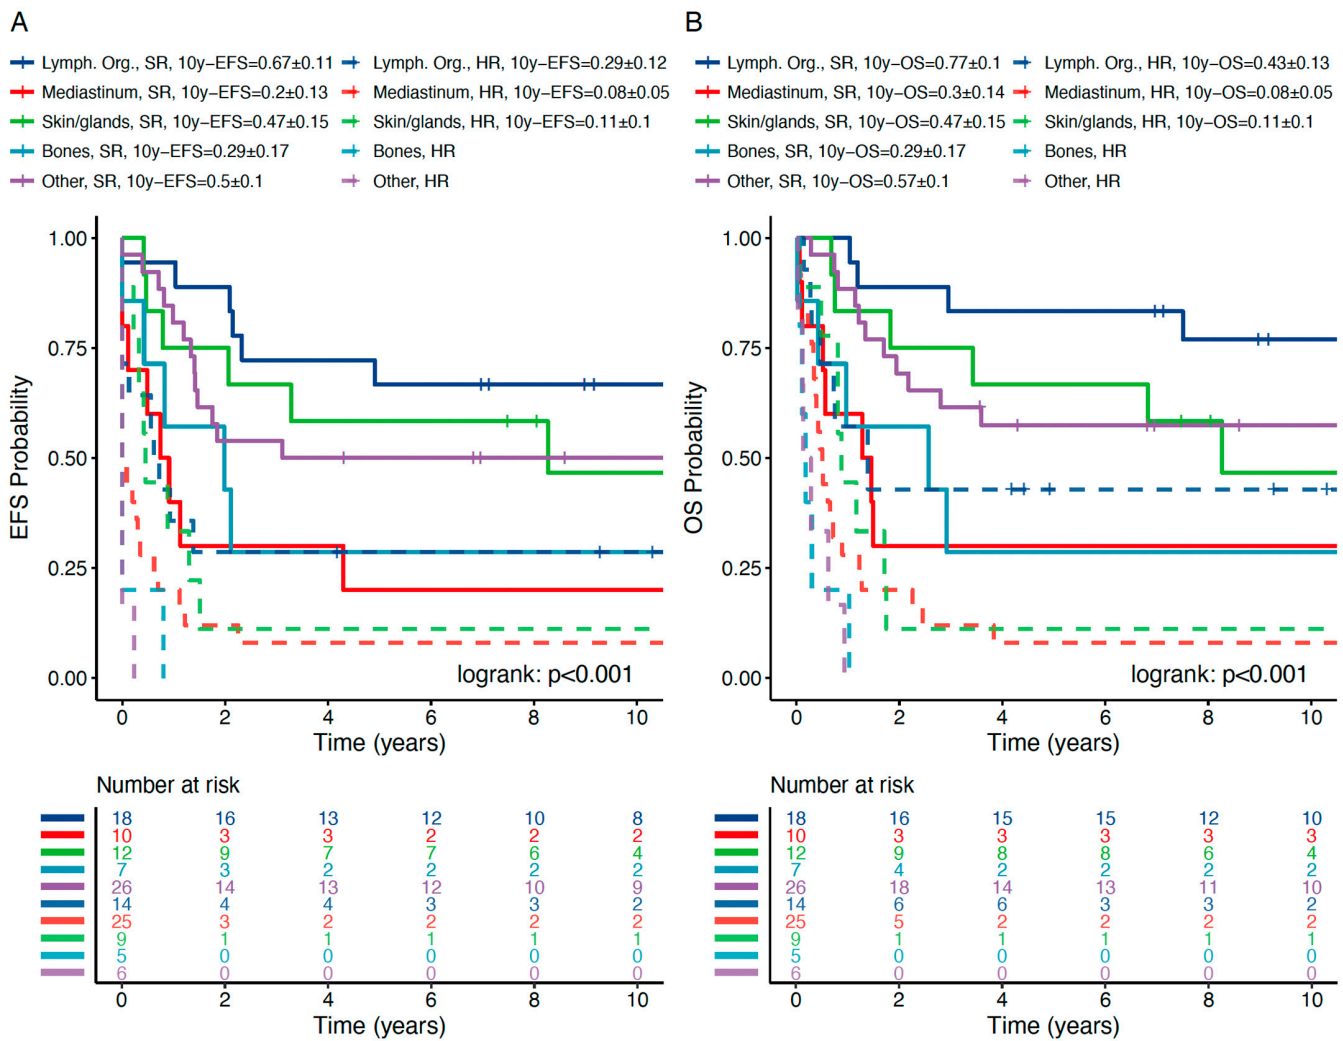 A
B
Lymph. Org., SR, 10y−EFS=0.67±0.11 Lymph. Org., HR, 10y−EFS=0.29±0.12
Mediastinum, SR, 10y−EFS=0.2±0.13 Mediastinum, HR, 10y−EFS=0.08±0.05
Skin/glands, SR, 10y−EFS=0.47±0.15 Skin/glands, HR, 10y−EFS=0.11±0.1
Bones, SR, 10y−EFS=0.29±0.17 Bones, HR
Other, SR, 10y−EFS=0.5±0.1 Other, HR
Lymph. Org., SR, 10y−OS=0.77±0.1 Lymph. Org., HR, 10y−OS=0.43±0.13
Mediastinum, SR, 10y−OS=0.3±0.14 Mediastinum, HR, 10y−OS=0.08±0.05
Skin/glands, SR, 10y−OS=0.47±0.15 Skin/glands, HR, 10y−OS=0.11±0.1
Bones, SR, 10y−OS=0.29±0.17 Bones, HR
Other, SR, 10y−OS=0.57±0.1 Other, HR
EFS Probability
1.00
0.75
0.50
0.25
0.00
logrank: p<0.001
0 2 4 6 8 10
Time (years)
OS Probability
1.00
0.75
0.50
0.25
0.00
logrank: p<0.001
0 2 4 6 8 10
Time (years)
Number at risk
18 16 13 12 10 8
10 3 3 2 2 2
12 9 7 7 6 4
7 3 2 2 2 2
26 14 13 12 10 9
14 4 4 3 3 2
25 3 2 2 2 2
9 1 1 1 1 1
5 0 0 0 0 0
6 0 0 0 0 0
0 2 4 6 8 10
Time (years)
Number at risk
18 16 15 15 12 10
10 3 3 3 3 3
12 9 8 8 6 4
7 4 2 2 2 2
26 18 14 13 11 10
14 6 6 3 3 2
25 5 2 2 2 2
9 1 1 1 1 1
5 0 0 0 0 0
6 0 0 0 0 0
0 2 4 6 8 10
Time (years)